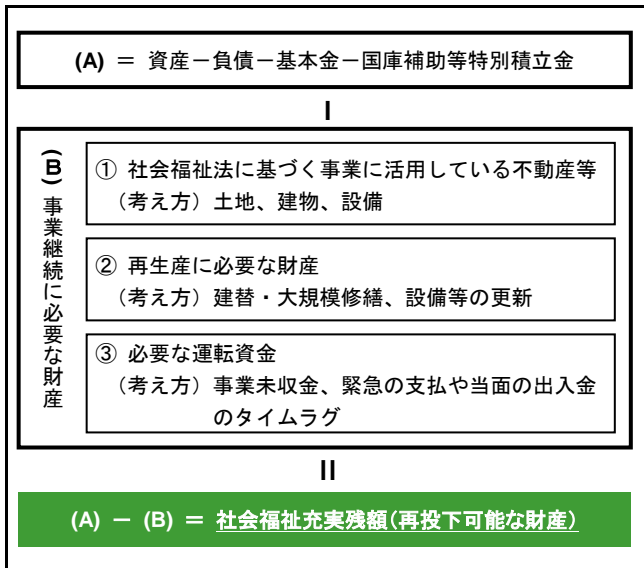 (A) ＝ 資産－負債－基本金－国庫補助等特別積立金
－
(B) 事業継続に必要な財産
① 社会福祉法に基づく事業に活用している不動産等
（考え方）土地、建物、設備
② 再生産に必要な財産
（考え方）建替・大規模修繕、設備等の更新
③ 必要な運転資金
（考え方）事業未収金、緊急の支払や当面の出入金
のタイムラグ
＝
(A) － (B) ＝ 社会福祉充実残額(再投下可能な財産)